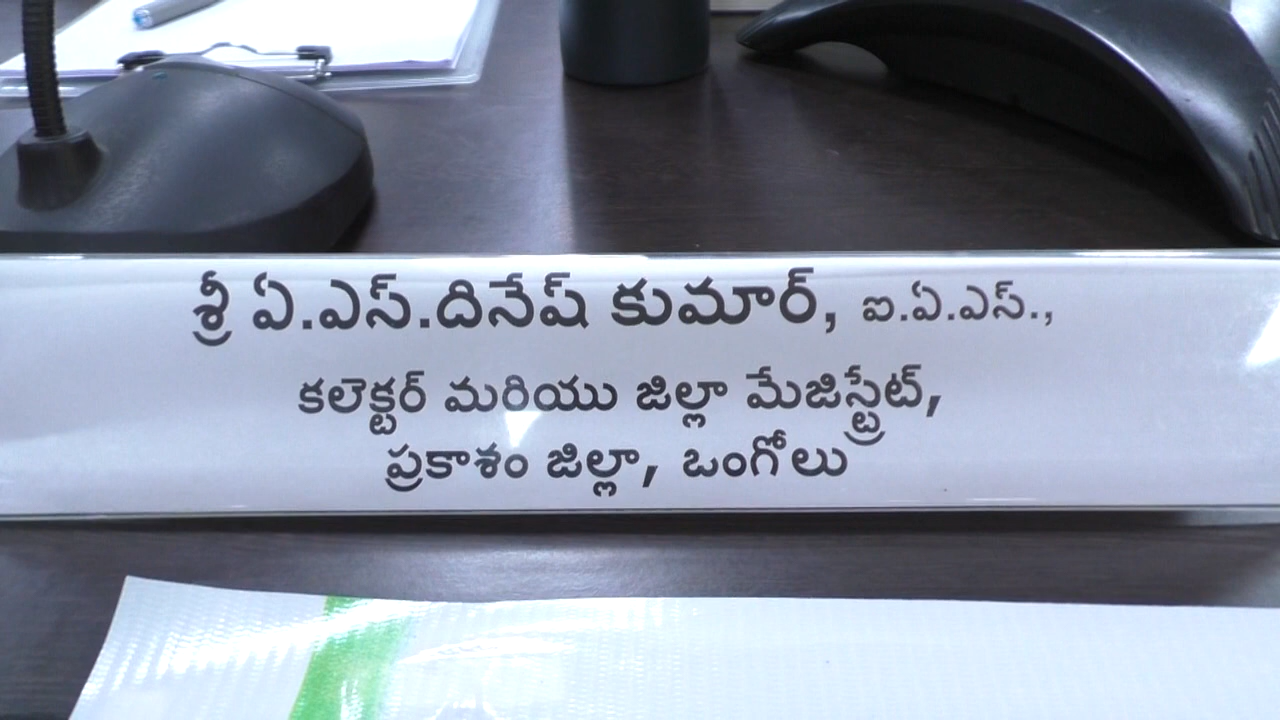 శ్రీ ఏ.ఎస్.దినేష్ కుమార్, ఐ.ఏ.ఎస్.,
కలెక్టర్ మరియు జిల్లా మేజిస్ట్రేట్,
ప్రకాశం జిల్లా, ఒంగోలు